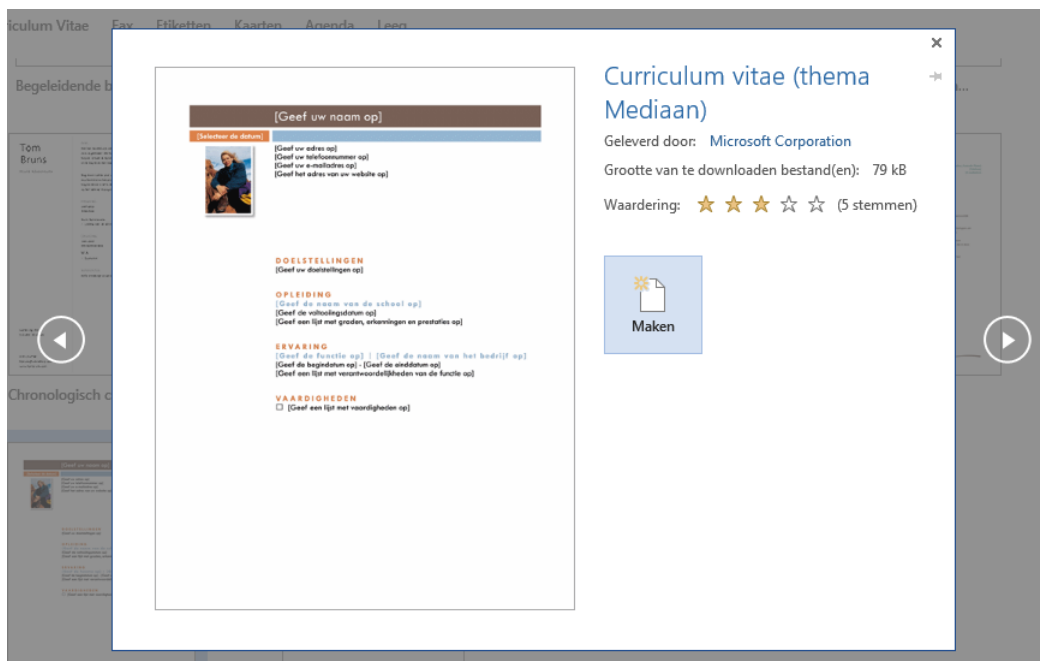 riculum Vitae Fax Etiketten Kaarten Agenda Leeg
Begeleidende b
Tom
Bruns
Chronologisch c
[Geef uw naam op]
[Selecteer de datum]
[Geef uw adres op]
[Geef uw telefoonnummer op]
[Geef uw e-mailadres op]
[Geef het adres van uw website op]
DOELSTELLINGEN
[Geef uw doelstellingen op]
OPLEIDING
[Geef de naam van de school op]
[Geef de voltooiingsdatum op]
[Geef een lijst met graden, erkenningen en prestaties op]
ERVARING
[Geef de functie op] | [Geef de naam van het bedrijf op]
[Geef de begindatum op] - [Geef de einddatum op]
[Geef een lijst met verantwoordelijkheden van de functie op]
VAARDIGHEDEN
[Geef een lijst met vaardigheden op]
Curriculum vitae (thema
Mediaan)
Geleverd door: Microsoft Corporation
Grootte van te downloaden bestand(en): 79 kB
Waardering: (5 stemmen)
Maken